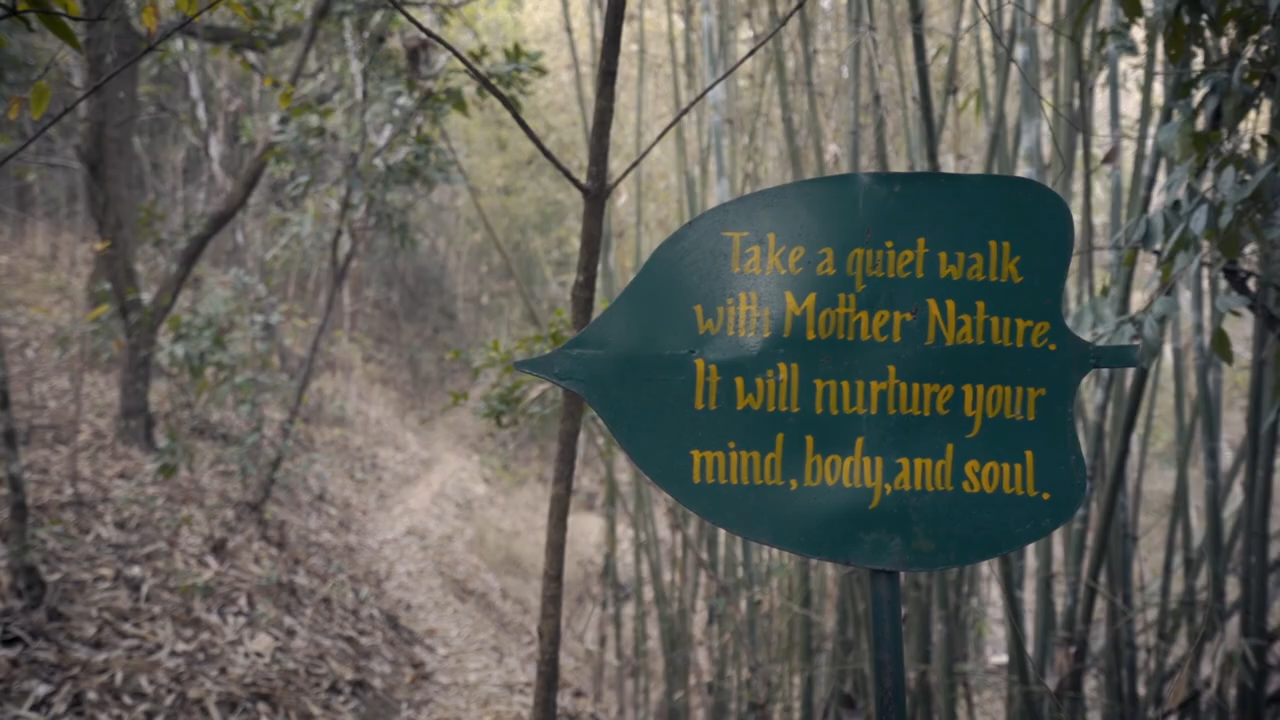 Take a quiet walk
with Mother Nature.
It will nurture your
mind, body, and soul.